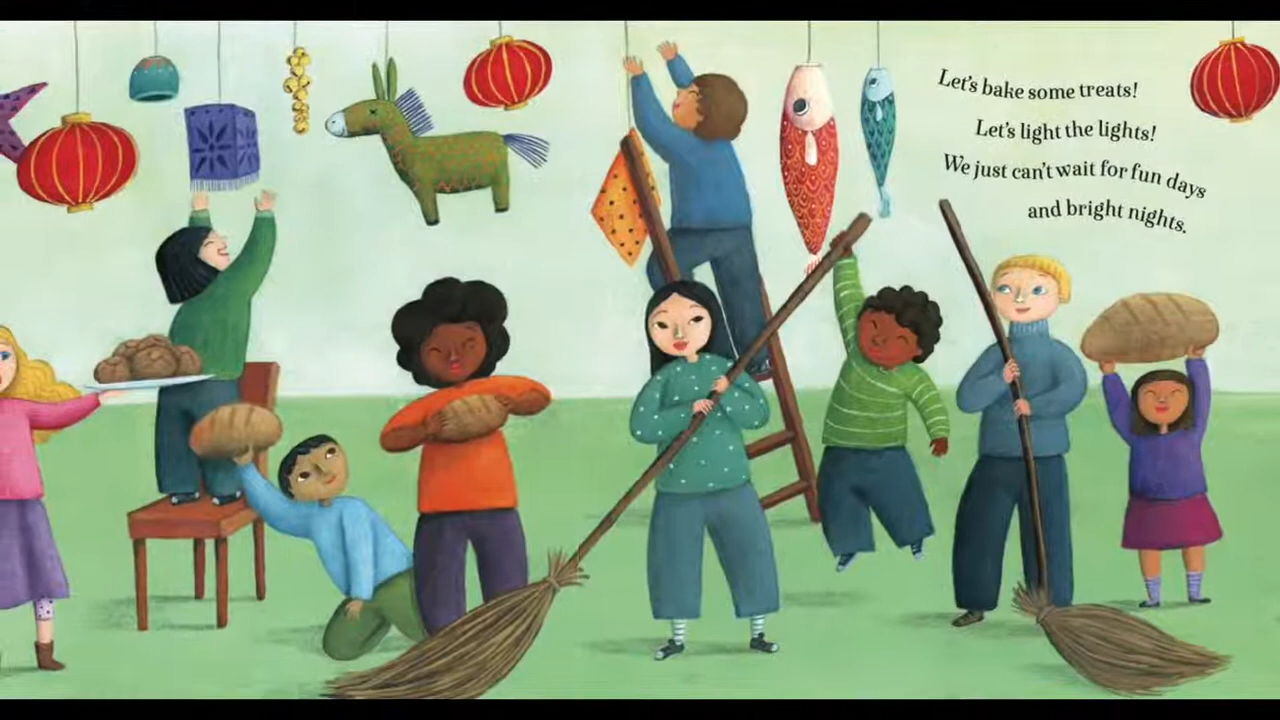 Let's bake some treats!
Let's light the lights!
We just can't wait for fun days
and bright nights.